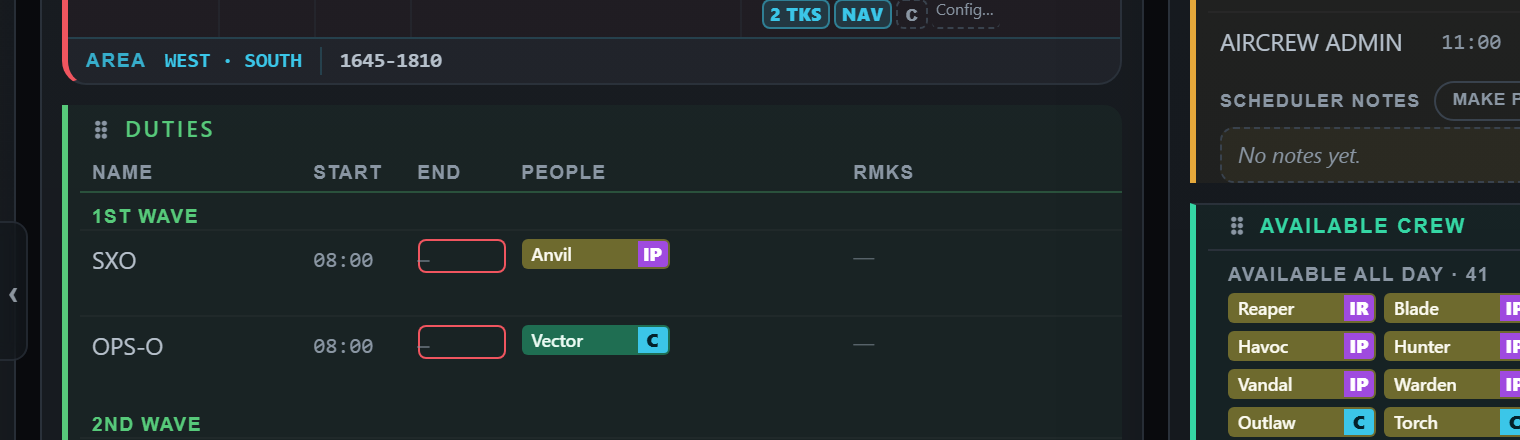 2 TKS NAV C Config...
AREA WEST · SOUTH 1645-1810
DUTIES
NAME START END PEOPLE RMKS
1ST WAVE
SXO 08:00 — Anvil IP —
OPS-O 08:00 — Vector C —
2ND WAVE
AIRCREW ADMIN 11:00
SCHEDULER NOTES MAKE
No notes yet.
AVAILABLE CREW
AVAILABLE ALL DAY · 41
Reaper IR Blade
Havoc IP Hunter
Vandal IP Warden
Outlaw C Torch